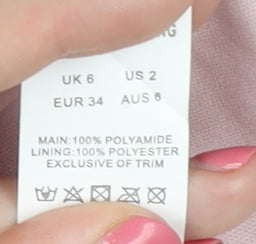 UK 6 US 2
EUR 34 AUS 6
MAIN:100% POLYAMIDE
LINING:100% POLYESTER
EXCLUSIVE OF TRIM